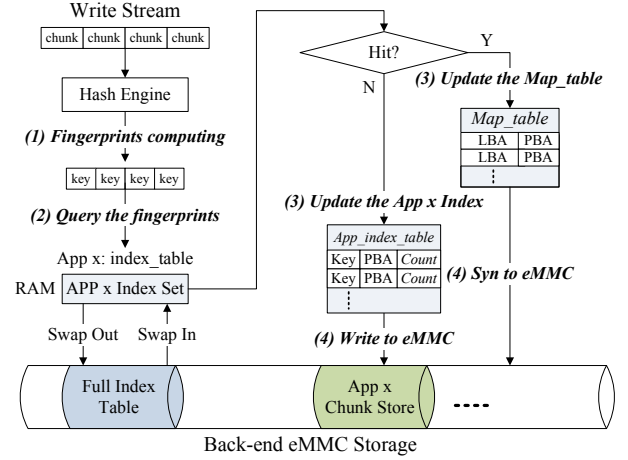 Write Stream
chunk chunk chunk chunk
Hash Engine
(1) Fingerprints computing
key key key key
(2) Query the fingerprints
App x: index_table
RAM
APP x Index Set
Swap Out
Swap In
Full Index
Table
Hit?
Y
N
(3) Update the Map_table
Map_table
LBA PBA
LBA PBA
(3) Update the App x Index
App_index_table
Key PBA Count
Key PBA Count
(4) Syn to eMMC
(4) Write to eMMC
App x
Chunk Store
Back-end eMMC Storage